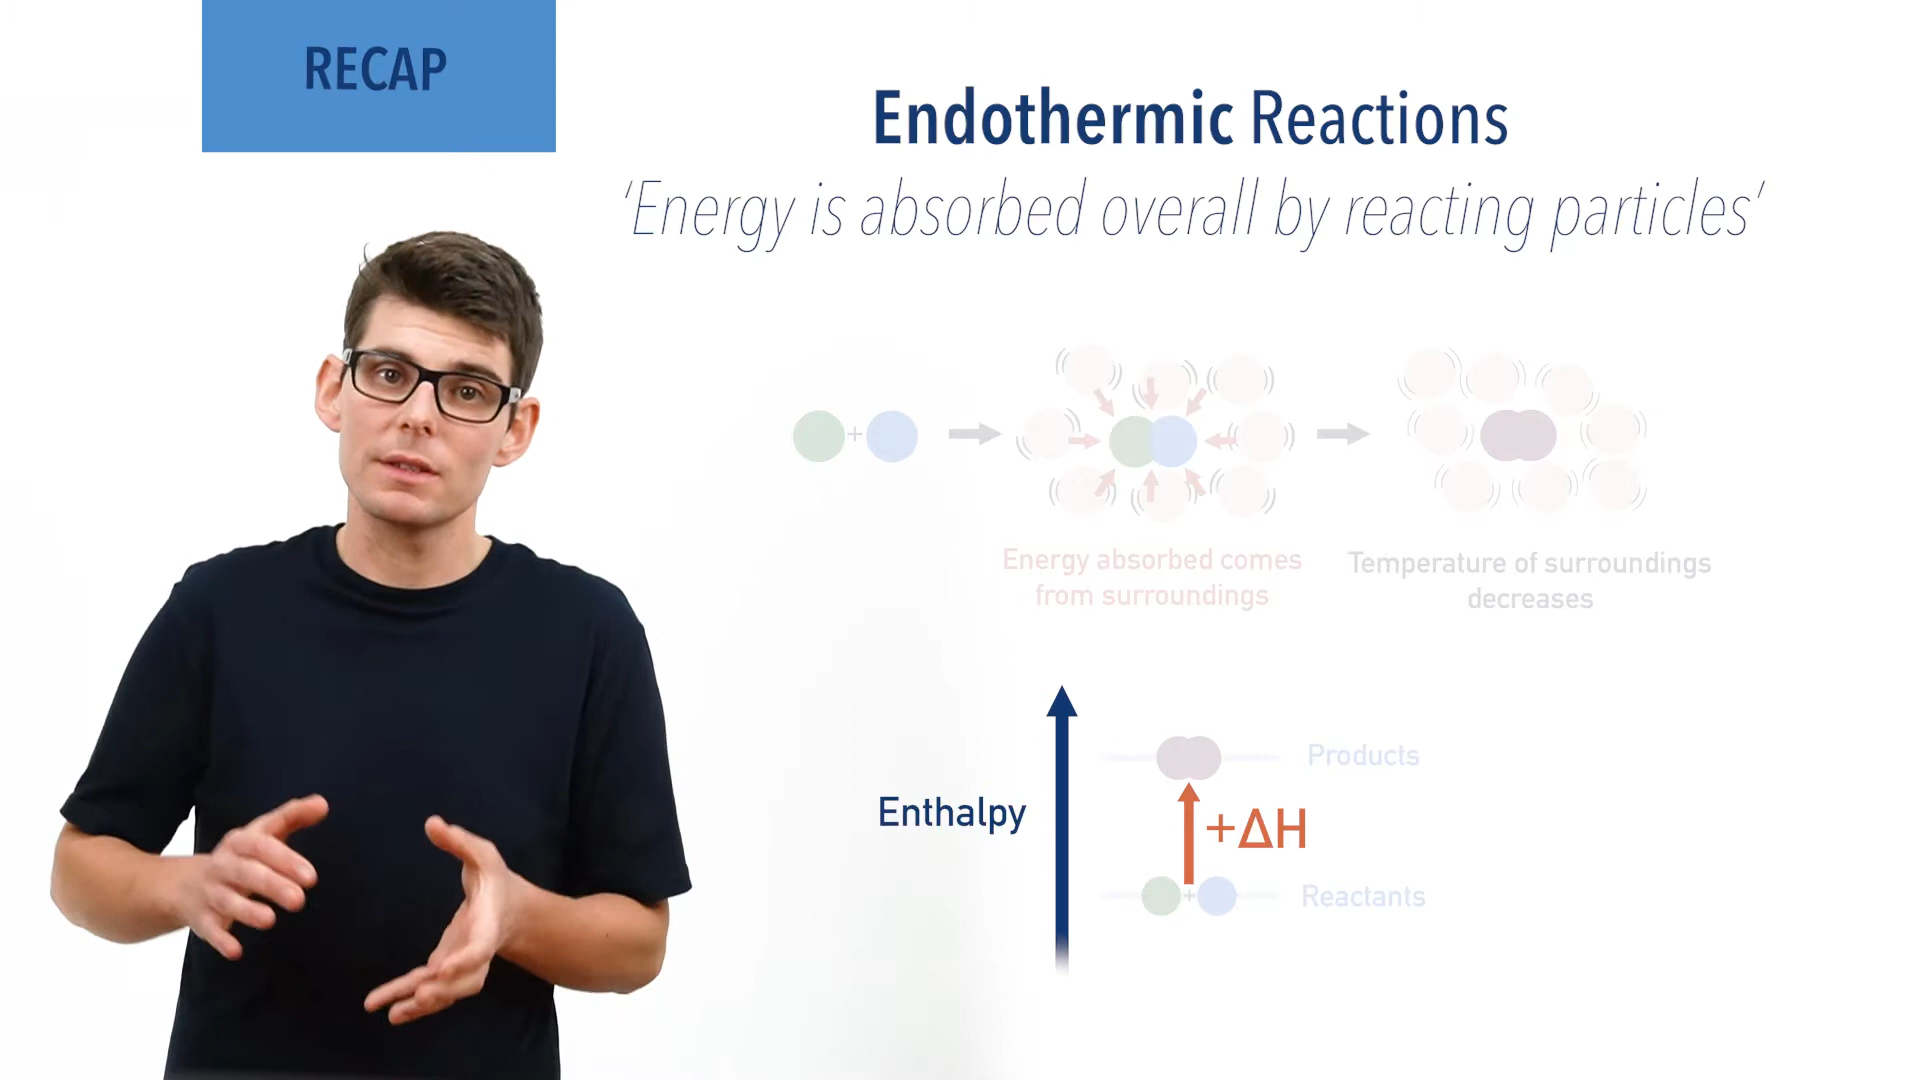 RECAP
Endothermic Reactions
‘Energy is absorbed overall by reacting particles’
+
Energy absorbed comes
from surroundings
Temperature of surroundings
decreases
Products
Enthalpy
+ΔH
+
Reactants